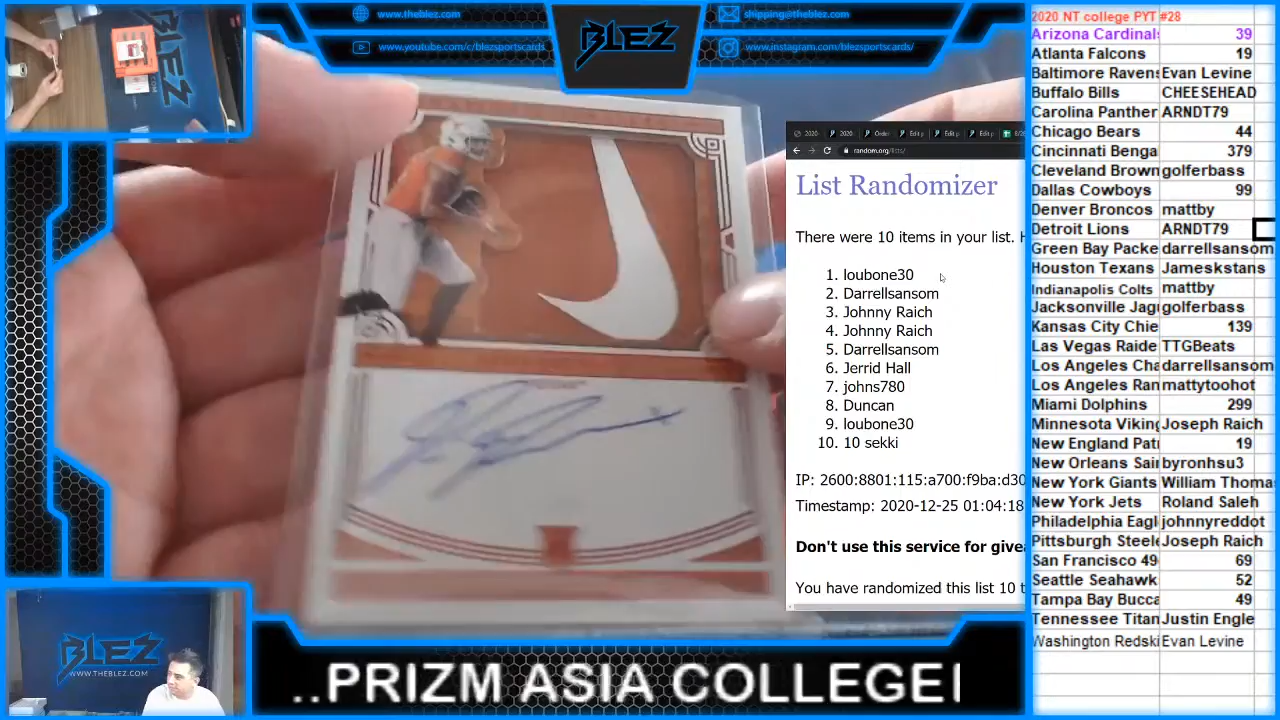 www.theblez.com
shipping@theblez.com
www.youtube.com/c/blezsportscards
www.instagram.com/blezsportscards/
BLEZ
2020 NT college PYT #28
Arizona Cardinal 39
Atlanta Falcons 19
Baltimore Ravens Evan Levine
Buffalo Bills CHEESEHEAD
Carolina Panther ARNDT79
Chicago Bears 44
Cincinnati Benga 379
Cleveland Brown golferbass
Dallas Cowboys 99
Denver Broncos mattby
Detroit Lions ARNDT79
Green Bay Packe darrellsansom
Houston Texans Jameskstans
Indianapolis Colts mattby
Jacksonville Jag golferbass
Kansas City Chie 139
Las Vegas Raide TTGBeats
Los Angeles Cha darrellsansom
Los Angeles Ran mattytoohot
Miami Dolphins 299
Minnesota Viking Joseph Raich
New England Pat 19
New Orleans Sai byronhsu3
New York Giants William Thoma
New York Jets Roland Saleh
Philadelphia Eagl johnnyreddot
Pittsburgh Steele Joseph Raich
San Francisco 49 69
Seattle Seahawk 52
Tampa Bay Bucca 49
Tennessee Titan Justin Engle
Washington Redski Evan Levine
random.org/lists/
List Randomizer
There were 10 items in your list. H
1. loubone30
2. Darrellsansom
3. Johnny Raich
4. Johnny Raich
5. Darrellsansom
6. Jerrid Hall
7. johns780
8. Duncan
9. loubone30
10. 10 sekki
IP: 2600:8801:115:a700:f9ba:d30
Timestamp: 2020-12-25 01:04:18
Don't use this service for givea
You have randomized this list 10 t
BLEZ
WWW.THEBLEZ.COM
..PRIZM ASIA COLLEGE!